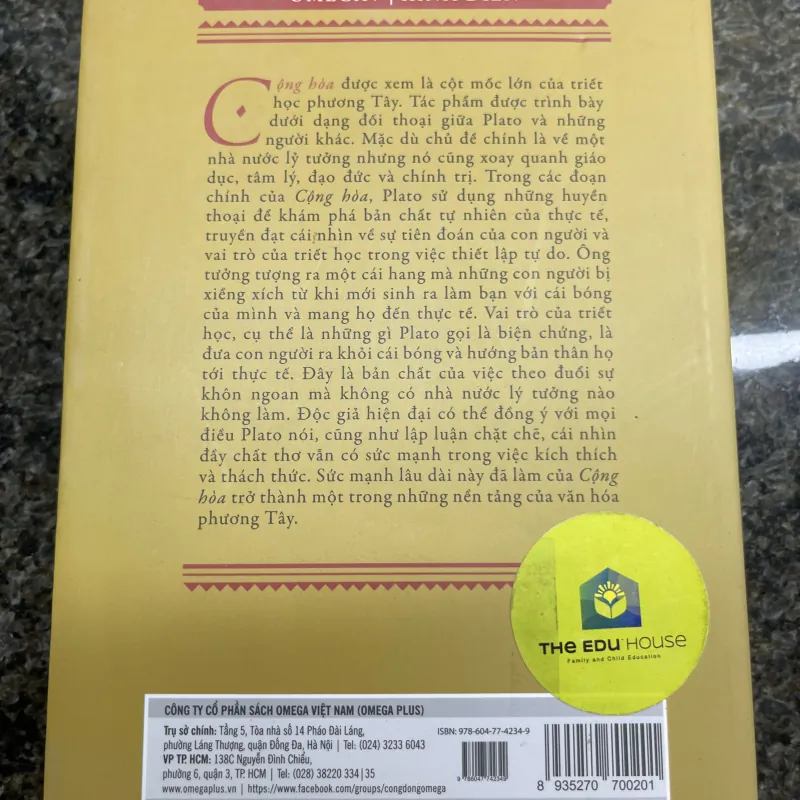 Cộng hòa được xem là cột mốc lớn của triết
học phương Tây. Tác phẩm được trình bày
dưới dạng đối thoại giữa Plato và những
người khác. Mặc dù chủ đề chính là về một
nhà nước lý tưởng nhưng nó cũng xoay quanh giáo
dục, tâm lý, đạo đức và chính trị. Trong các đoạn
chính của Cộng hòa, Plato sử dụng những huyền
thoại để khám phá bản chất tự nhiên của thực tế,
truyền đạt cái nhìn về sự tiên đoán của con người và
vai trò của triết học trong việc thiết lập tự do. Ông
tưởng tượng ra một cái hang mà những con người bị
xiềng xích từ khi mới sinh ra làm bạn với cái bóng
của mình và mang họ đến thực tế. Vai trò của triết
học, cụ thể là những gì Plato gọi là biện chứng, là
đưa con người ra khỏi cái bóng và hướng bản thân họ
tới thực tế. Đây là bản chất của việc theo đuổi sự
khôn ngoan mà không có nhà nước lý tưởng nào
không làm. Độc giả hiện đại có thể đồng ý với mọi
điều Plato nói, cũng như lập luận chặt chẽ, cái nhìn
đầy chất thơ vẫn có sức mạnh trong việc kích thích
và thách thức. Sức mạnh lâu dài này đã làm của Cộng
hòa trở thành một trong những nền tảng của văn hóa
phương Tây.
THE EDU HOUSE
Family and Child Education
CÔNG TY CỔ PHẦN SÁCH OMEGA VIỆT NAM (OMEGA PLUS)
Trụ sở chính: Tầng 5, Tòa nhà số 14 Pháo Đài Láng,
phường Láng Thượng, quận Đống Đa, Hà Nội | Tel: (024) 3233 6043
VP TP. HCM: 138C Nguyễn Đình Chiểu,
phường 6, quận 3, TP. HCM | Tel: (028) 38220 334 | 35
www.omegaplus.vn | https://www.facebook.com/groups/congdongomega
ISBN: 978-604-77-4234-9
9 786047 742349
8 935270 700201